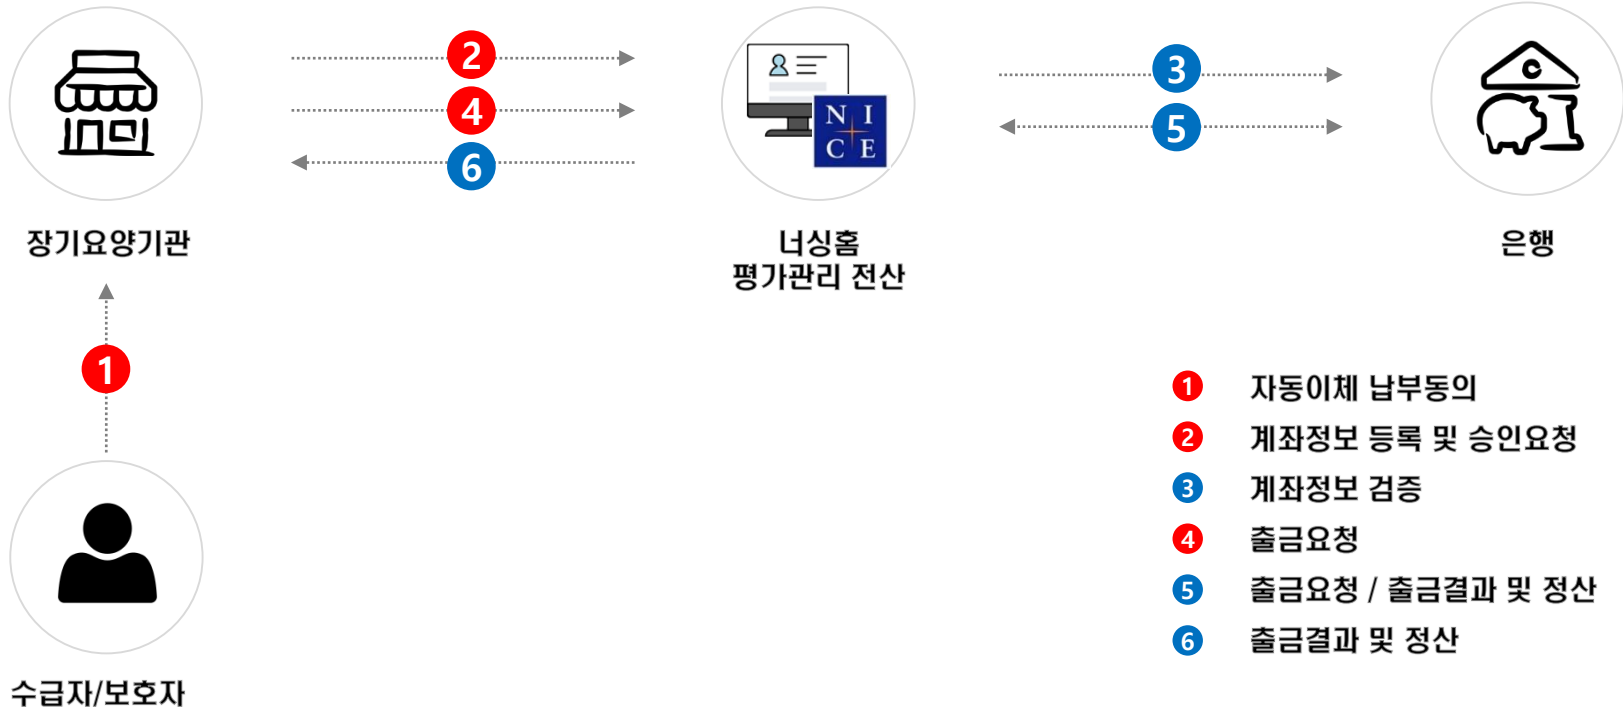 2
4
6
N I
C E
3
5
장기요양기관
너싱홈
평가관리 전산
은행
1
수급자/보호자
1 자동이체 납부동의
2 계좌정보 등록 및 승인요청
3 계좌정보 검증
4 출금요청
5 출금요청 / 출금결과 및 정산
6 출금결과 및 정산